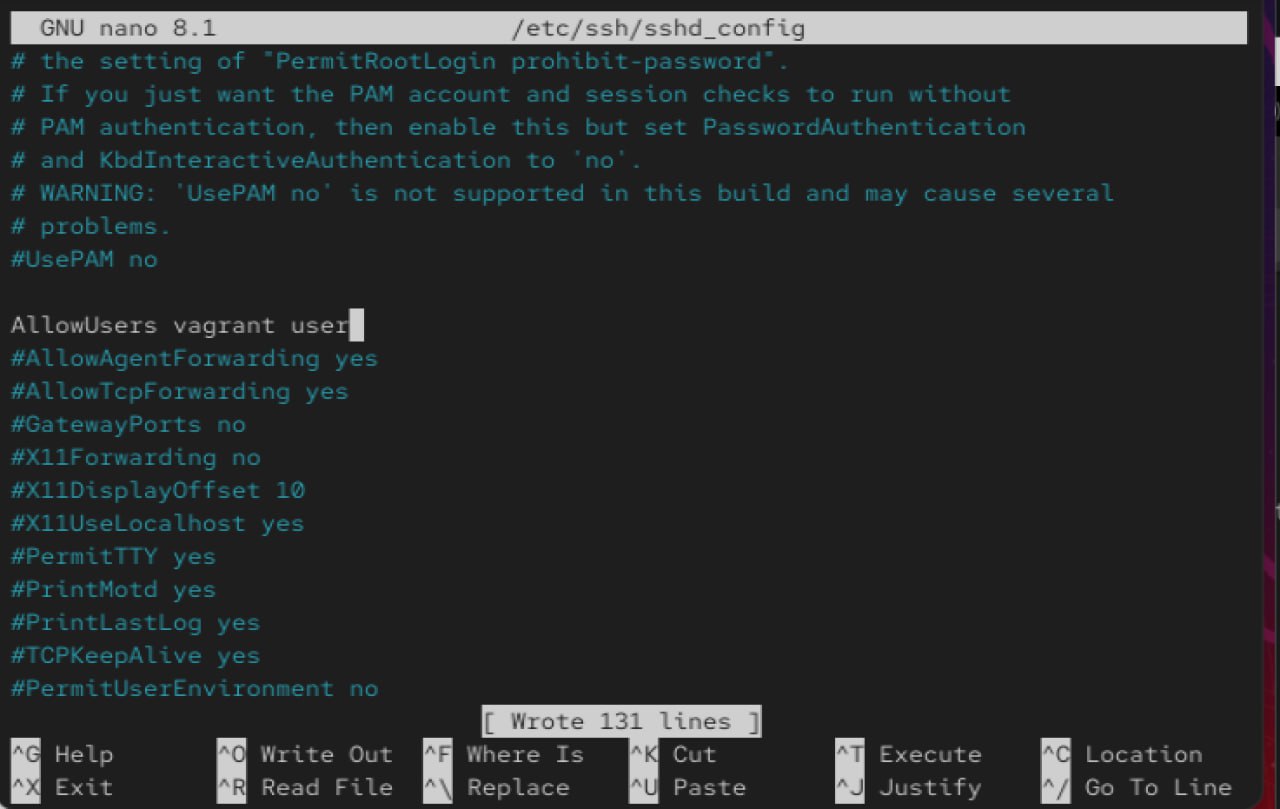 GNU nano 8.1 /etc/ssh/sshd_config
# the setting of "PermitRootLogin prohibit-password".
# If you just want the PAM account and session checks to run without
# PAM authentication, then enable this but set PasswordAuthentication
# and KbdInteractiveAuthentication to 'no'.
# WARNING: 'UsePAM no' is not supported in this build and may cause several
# problems.
#UsePAM no
AllowUsers vagrant user
#AllowAgentForwarding yes
#AllowTcpForwarding yes
#GatewayPorts no
#X11Forwarding no
#X11DisplayOffset 10
#X11UseLocalhost yes
#PermitTTY yes
#PrintMotd yes
#PrintLastLog yes
#TCPKeepAlive yes
#PermitUserEnvironment no
[ Wrote 131 lines ]
^G Help ^O Write Out ^F Where Is ^K Cut ^T Execute ^C Location
^X Exit ^R Read File ^\ Replace ^U Paste ^J Justify ^/ Go To Line